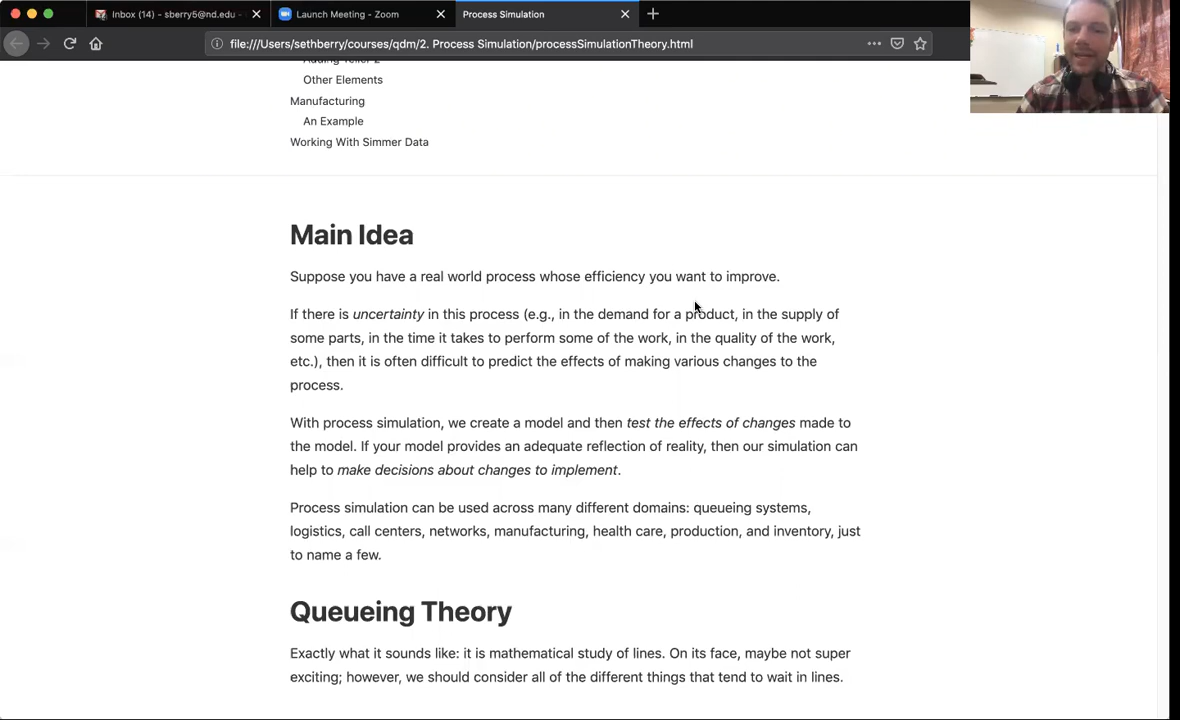 Inbox (14) - sberry5@nd.edu -
Launch Meeting - Zoom
Process Simulation
file:///Users/sethberry/courses/qdm/2. Process Simulation/processSimulationTheory.html
Adding Teller 2
Other Elements
Manufacturing
An Example
Working With Simmer Data
Main Idea
Suppose you have a real world process whose efficiency you want to improve.
If there is uncertainty in this process (e.g., in the demand for a product, in the supply of
some parts, in the time it takes to perform some of the work, in the quality of the work,
etc.), then it is often difficult to predict the effects of making various changes to the
process.
With process simulation, we create a model and then test the effects of changes made to
the model. If your model provides an adequate reflection of reality, then our simulation can
help to make decisions about changes to implement.
Process simulation can be used across many different domains: queueing systems,
logistics, call centers, networks, manufacturing, health care, production, and inventory, just
to name a few.
Queueing Theory
Exactly what it sounds like: it is mathematical study of lines. On its face, maybe not super
exciting; however, we should consider all of the different things that tend to wait in lines.